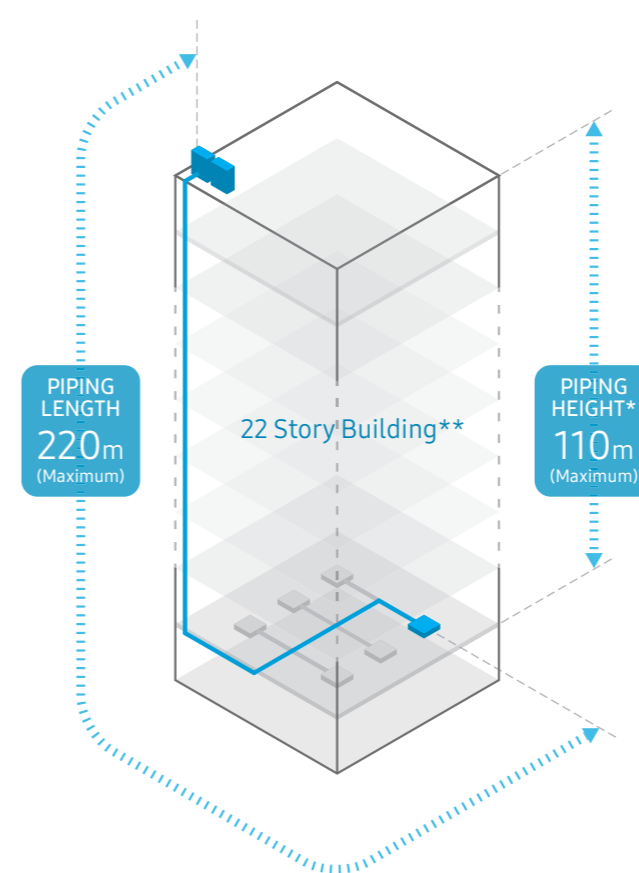 PIPING
LENGTH
220m
(Maximum)
22 Story Building**
PIPING
HEIGHT*
110m
(Maximum)